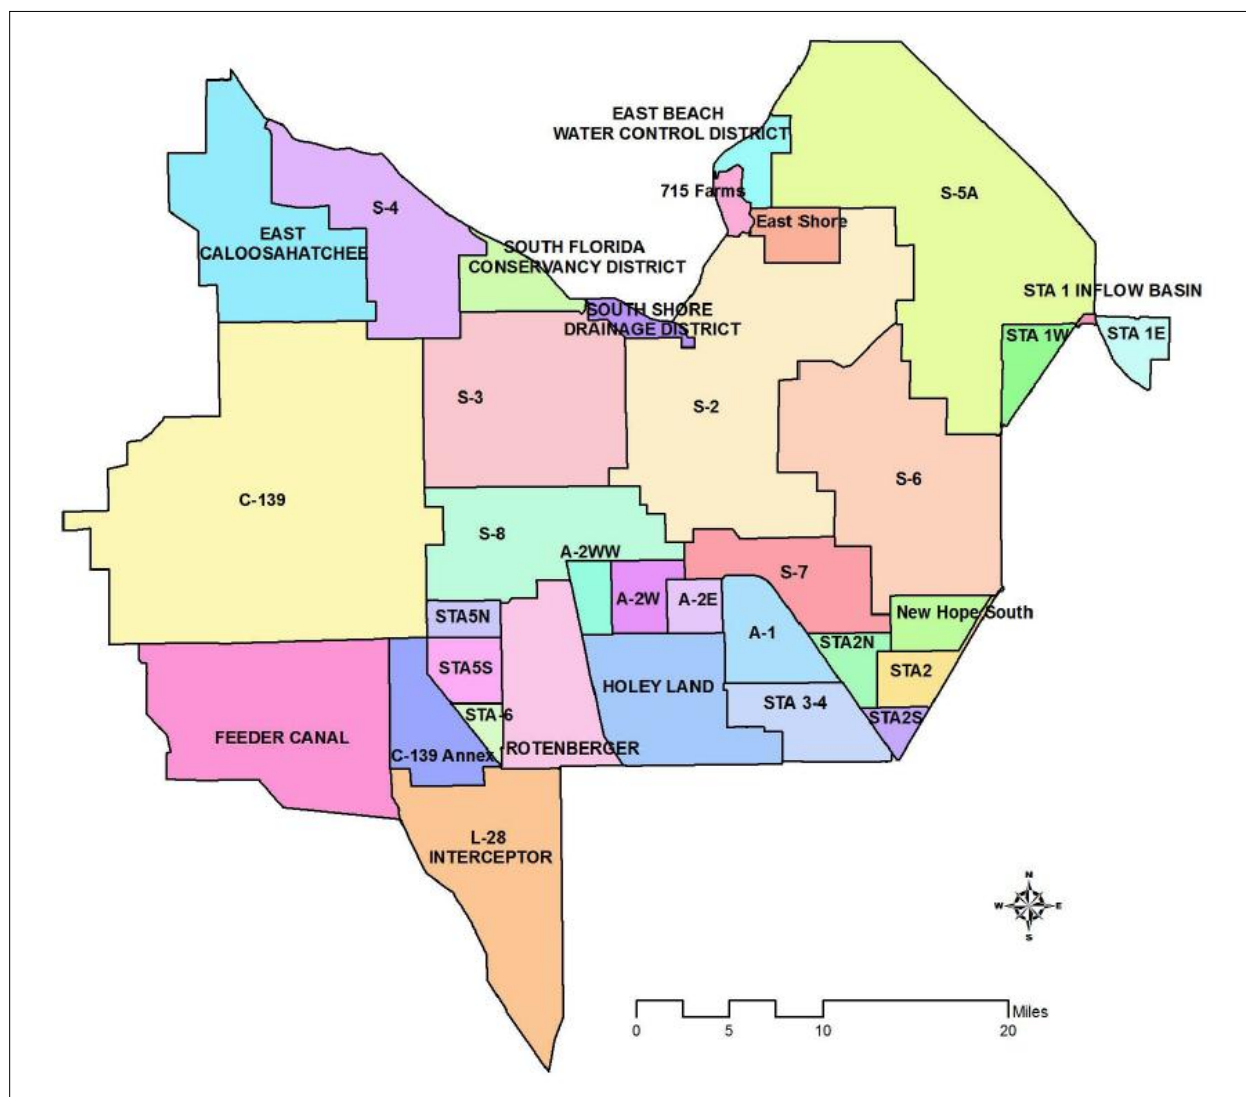 EAST BEACH
WATER CONTROL DISTRICT
715 Farms
S-5A
S-4
East Shore
EAST
CALOOSAHATCHEE
SOUTH FLORIDA
CONSERVANCY DISTRICT
STA 1 INFLOW BASIN
SOUTH SHORE
DRAINAGE DISTRICT
STA 1W
STA 1E
S-3
S-2
C-139
S-6
S-8
A-2WW
S-7
A-2W
A-2E
New Hope South
STA5N
A-1
STA2N
STA5S
STA2
HOLEY LAND
STA 3-4
STA-6
STA2S
FEEDER CANAL
C-139 Annex
ROTENBERGER
L-28
INTERCEPTOR
N
W
E
S
Miles
0
5
10
20